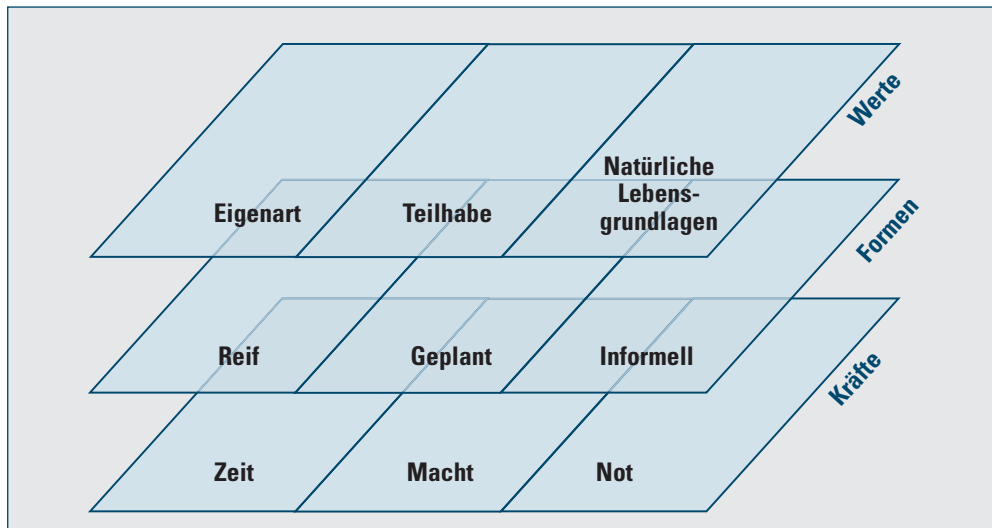 Werte
Eigenart
Teilhabe
Natürliche
Lebens-
grundlagen
Formen
Reif
Geplant
Informell
Kräfte
Zeit
Macht
Not